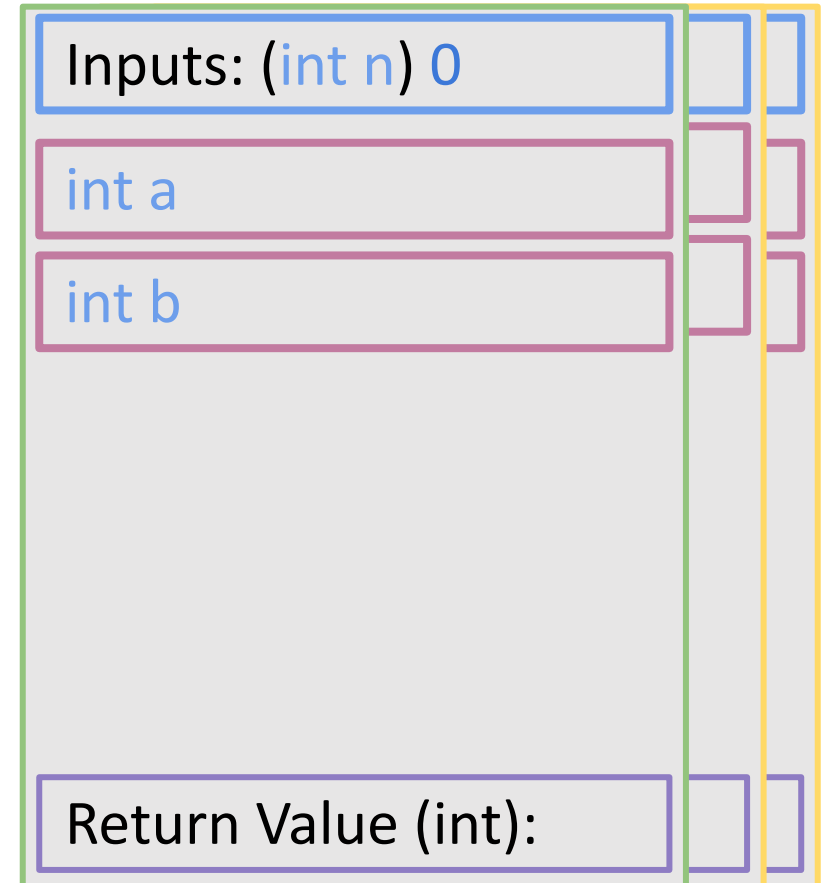 Inputs: (int n) 0
int a
int b
Return Value (int):